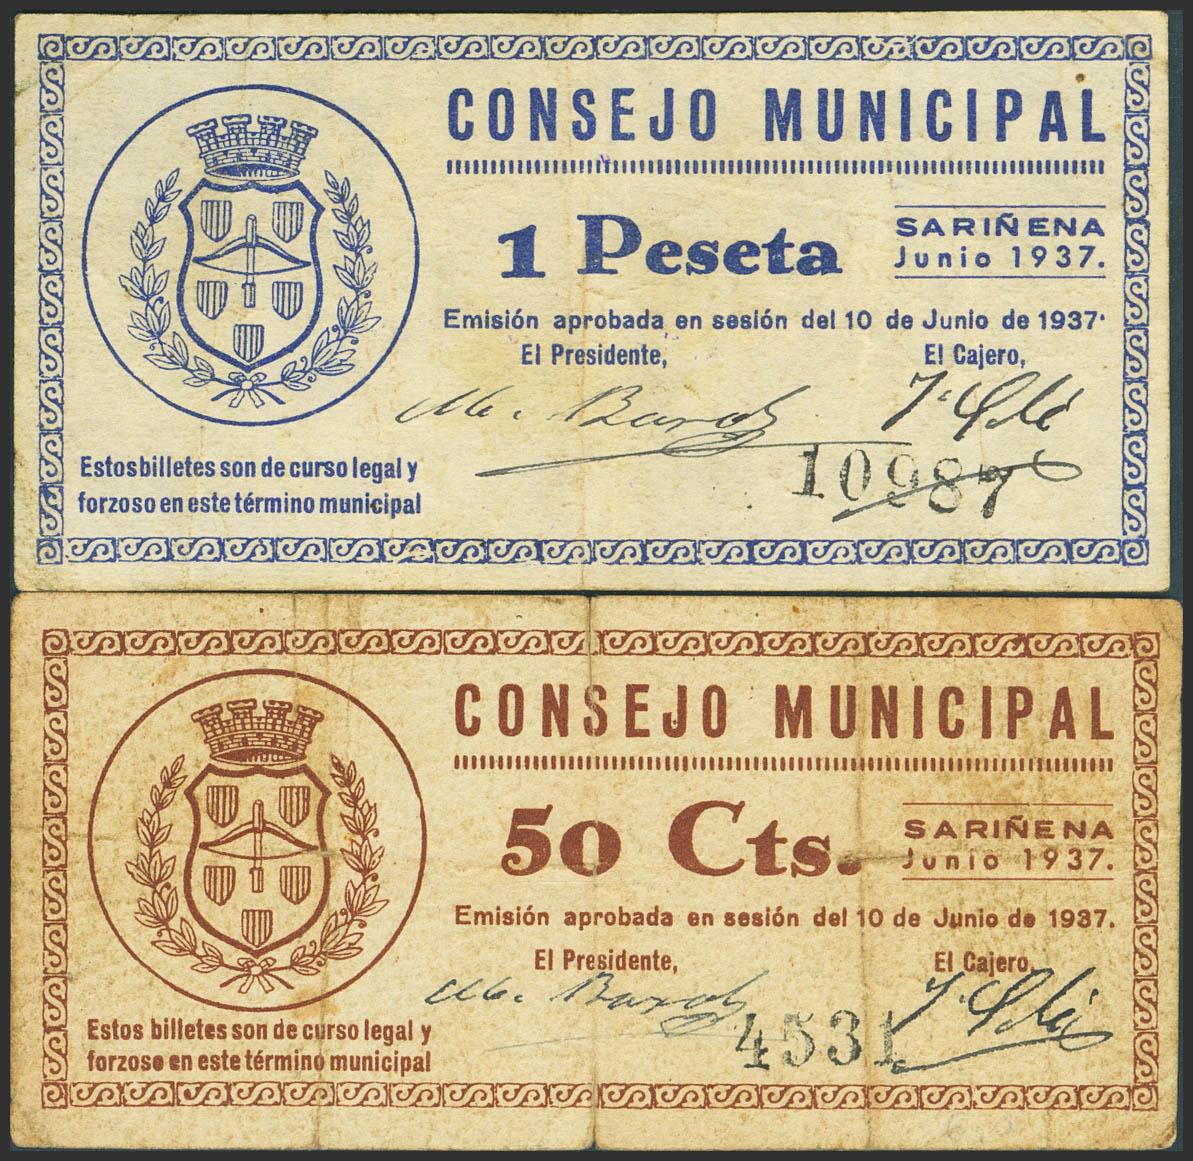 CONSEJO MUNICIPAL
1 Peseta
SARIÑENA
Junio 1937.
Emisión aprobada en sesión del 10 de Junio de 1937.
El Presidente,
El Cajero,
10987
Estos billetes son de curso legal y
forzoso en este término municipal
CONSEJO MUNICIPAL
50 Cts.
SARIÑENA
Junio 1937.
Emisión aprobada en sesión del 10 de Junio de 1937.
El Presidente,
El Cajero,
4531
Estos billetes son de curso legal y
forzoso en este término municipal